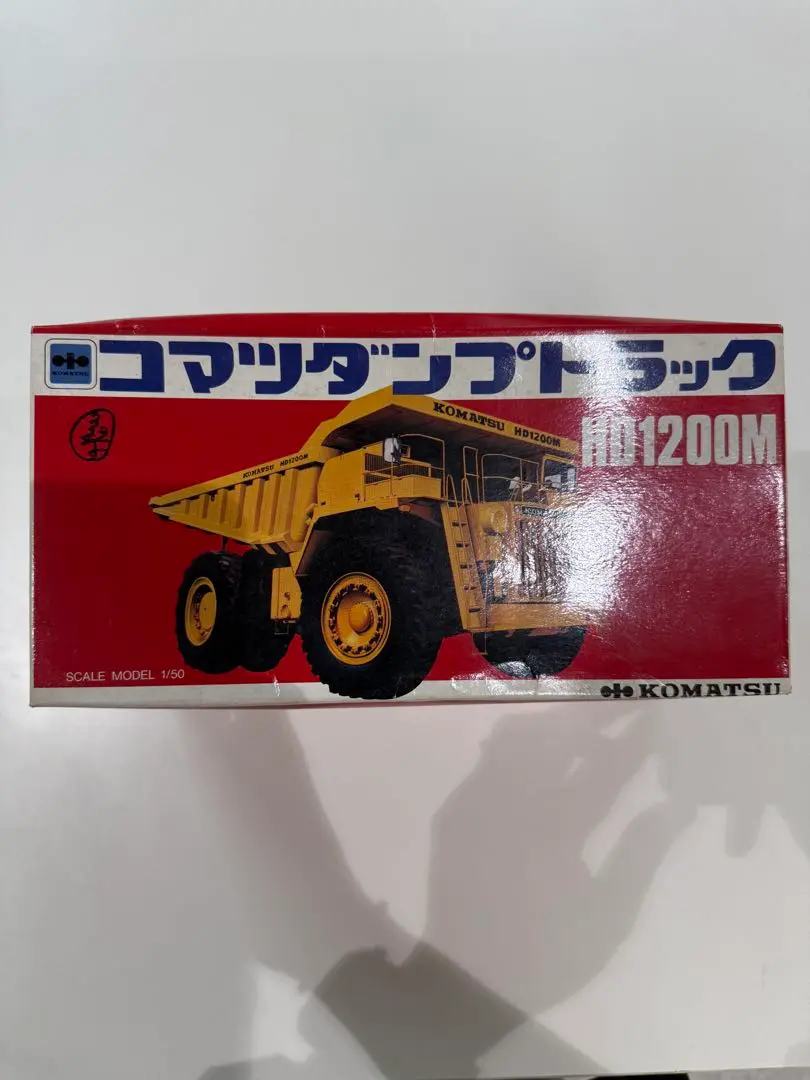 KOMATSU
コマツダンプトラック
HD1200M
KOMATSU HD1200M
KOMATSU HD1200M
SCALE MODEL 1/50
KOMATSU